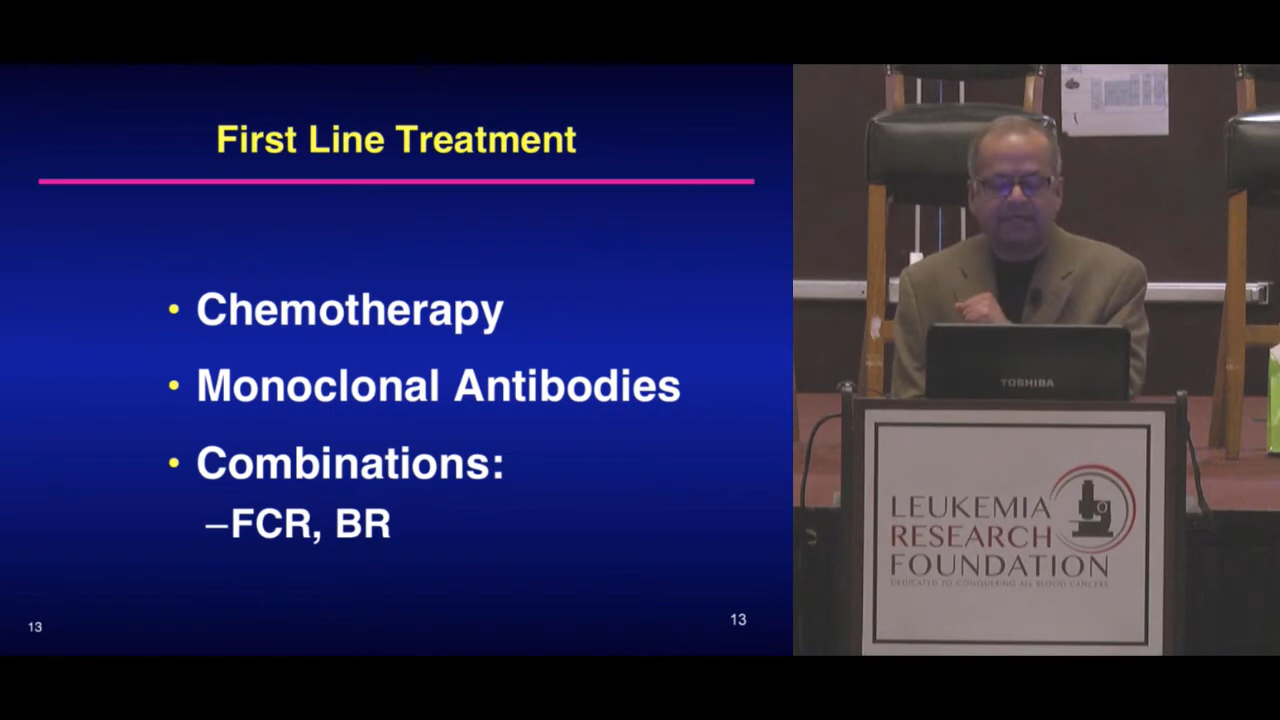 First Line Treatment
• Chemotherapy
• Monoclonal Antibodies
• Combinations:
–FCR, BR
13
13
TOSHIBA
LEUKEMIA
RESEARCH
FOUNDATION
DEDICATED TO CONQUERING ALL BLOOD CANCERS